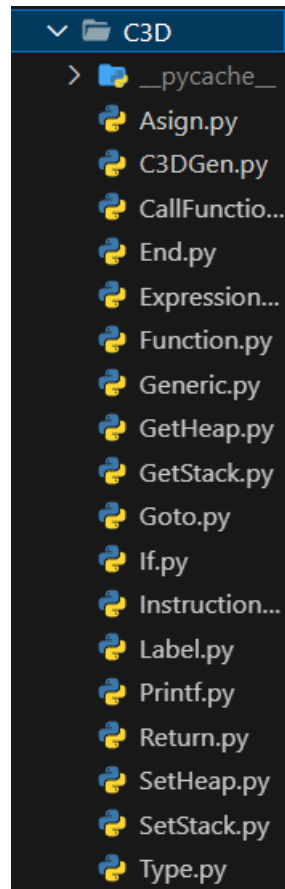 C3D
__pycache__
Asign.py
C3DGen.py
CallFunctio...
End.py
Expression...
Function.py
Generic.py
GetHeap.py
GetStack.py
Goto.py
If.py
Instruction...
Label.py
Printf.py
Return.py
SetHeap.py
SetStack.py
Type.py